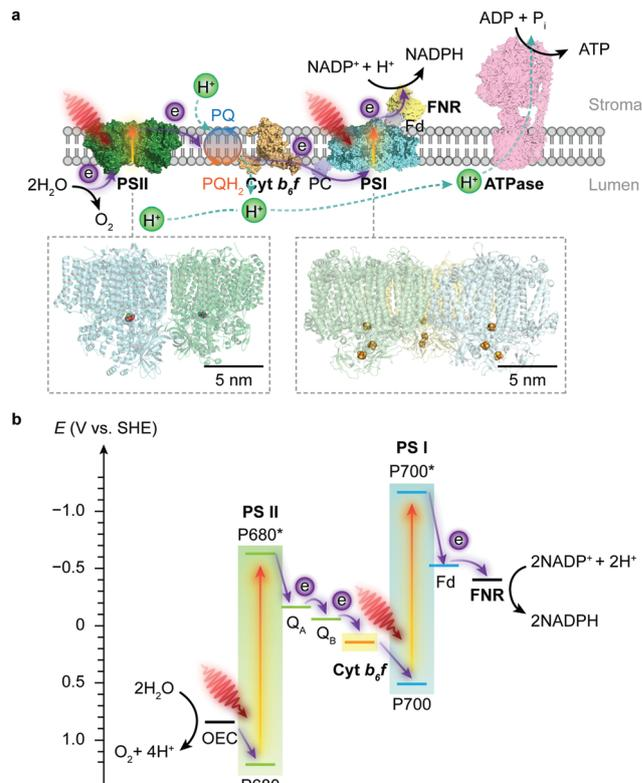 a
ADP + Pi
ATP
NADPH
NADP⁺ + H⁺
H⁺
e
PQ
e
FNR
Fd
Stroma
e
e
2H₂O
PSII
PQH₂
Cyt b₆f
PC
PSI
H⁺
ATPase
Lumen
O₂
H⁺
H⁺
5 nm
5 nm
b
E (V vs. SHE)
PS I
P700*
−1.0
PS II
P680*
e
−0.5
Fd
FNR
2NADP⁺ + 2H⁺
2NADPH
e
e
0
QA
QB
Cyt b₆f
0.5
2H₂O
P700
OEC
1.0
O₂ + 4H⁺
P680